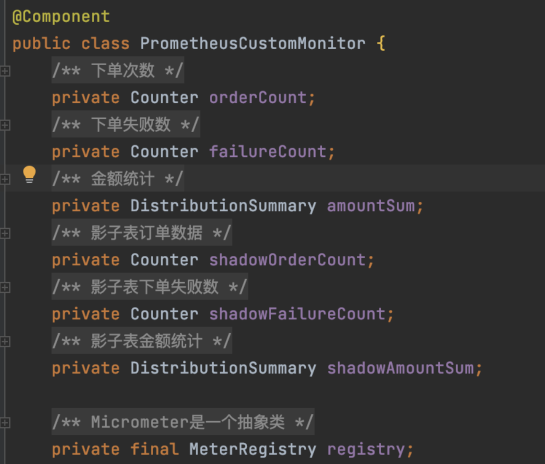 @Component
public class PrometheusCustomMonitor {
/** 下单次数 */
private Counter orderCount;
/** 下单失败数 */
private Counter failureCount;
/** 金额统计 */
private DistributionSummary amountSum;
/** 影子表订单数据 */
private Counter shadowOrderCount;
/** 影子表下单失败数 */
private Counter shadowFailureCount;
/** 影子表金额统计 */
private DistributionSummary shadowAmountSum;
/** Micrometer是一个抽象类 */
private final MeterRegistry registry;